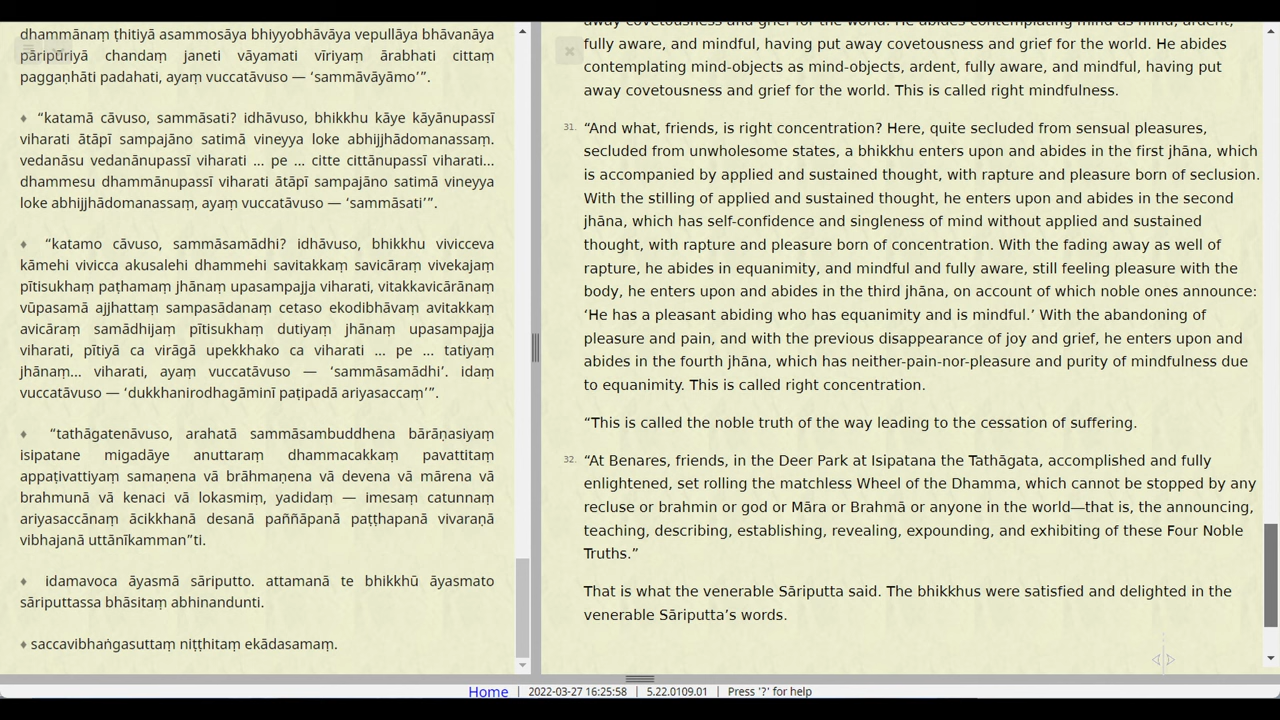 dhammānaṃ ṭhitiyā asammosāya bhiyyobhāvāya vepullāya bhāvanāya
pāripūriyā chandaṃ janeti vāyamati vīriyaṃ ārabhati cittaṃ
paggaṇhāti padahati, ayaṃ vuccatāvuso — ‘sammāvāyāmo’”.
♦ “katamā cāvuso, sammāsati? idhāvuso, bhikkhu kāye kāyānupassī
viharati ātāpī sampajāno satimā vineyya loke abhijjhādomanassaṃ.
vedanāsu vedanānupassī viharati ... pe ... citte cittānupassī viharati...
dhammesu dhammānupassī viharati ātāpī sampajāno satimā vineyya
loke abhijjhādomanassaṃ, ayaṃ vuccatāvuso — ‘sammāsati’”.
♦ “katamo cāvuso, sammāsamādhi? idhāvuso, bhikkhu vivicceva
kāmehi vivicca akusalehi dhammehi savitakkaṃ savicāraṃ vivekajaṃ
pītisukhaṃ paṭhamaṃ jhānaṃ upasampajja viharati, vitakkavicārānaṃ
vūpasamā ajjhattaṃ sampasādanaṃ cetaso ekodibhāvaṃ avitakkaṃ
avicāraṃ samādhijaṃ pītisukhaṃ dutiyaṃ jhānaṃ upasampajja
viharati, pītiyā ca virāgā upekkhako ca viharati ... pe ... tatiyaṃ
jhānaṃ... viharati, ayaṃ vuccatāvuso — ‘sammāsamādhi’. idaṃ
vuccatāvuso — ‘dukkhanirodhagāminī paṭipadā ariyasaccaṃ’”.
♦ “tathāgatenāvuso, arahatā sammāsambuddhena bārāṇasiyaṃ
isipatane migadāye anuttaraṃ dhammacakkaṃ pavattitaṃ
appaṭivattiyaṃ samaṇena vā brāhmaṇena vā devena vā mārena vā
brahmunā vā kenaci vā lokasmiṃ, yadidaṃ — imesaṃ catunnaṃ
ariyasaccānaṃ ācikkhanā desanā paññāpanā paṭṭhapanā vivaraṇā
vibhajanā uttānīkamman”ti.
♦ idamavoca āyasmā sāriputto. attamanā te bhikkhū āyasmato
sāriputtassa bhāsitaṃ abhinandunti.
♦ saccavibhaṅgasuttaṃ niṭṭhitaṃ ekādasamaṃ.
away covetousness and grief for the world. He abides contemplating mind as mind, ardent,
fully aware, and mindful, having put away covetousness and grief for the world. He abides
contemplating mind-objects as mind-objects, ardent, fully aware, and mindful, having put
away covetousness and grief for the world. This is called right mindfulness.
31. “And what, friends, is right concentration? Here, quite secluded from sensual pleasures,
secluded from unwholesome states, a bhikkhu enters upon and abides in the first jhāna, which
is accompanied by applied and sustained thought, with rapture and pleasure born of seclusion.
With the stilling of applied and sustained thought, he enters upon and abides in the second
jhāna, which has self-confidence and singleness of mind without applied and sustained
thought, with rapture and pleasure born of concentration. With the fading away as well of
rapture, he abides in equanimity, and mindful and fully aware, still feeling pleasure with the
body, he enters upon and abides in the third jhāna, on account of which noble ones announce:
‘He has a pleasant abiding who has equanimity and is mindful.’ With the abandoning of
pleasure and pain, and with the previous disappearance of joy and grief, he enters upon and
abides in the fourth jhāna, which has neither-pain-nor-pleasure and purity of mindfulness due
to equanimity. This is called right concentration.
“This is called the noble truth of the way leading to the cessation of suffering.
32. “At Benares, friends, in the Deer Park at Isipatana the Tathāgata, accomplished and fully
enlightened, set rolling the matchless Wheel of the Dhamma, which cannot be stopped by any
recluse or brahmin or god or Māra or Brahmā or anyone in the world—that is, the announcing,
teaching, describing, establishing, revealing, expounding, and exhibiting of these Four Noble
Truths.”
That is what the venerable Sāriputta said. The bhikkhus were satisfied and delighted in the
venerable Sāriputta’s words.
Home | 2022-03-27 16:25:58 | 5.22.0109.01 | Press '?' for help